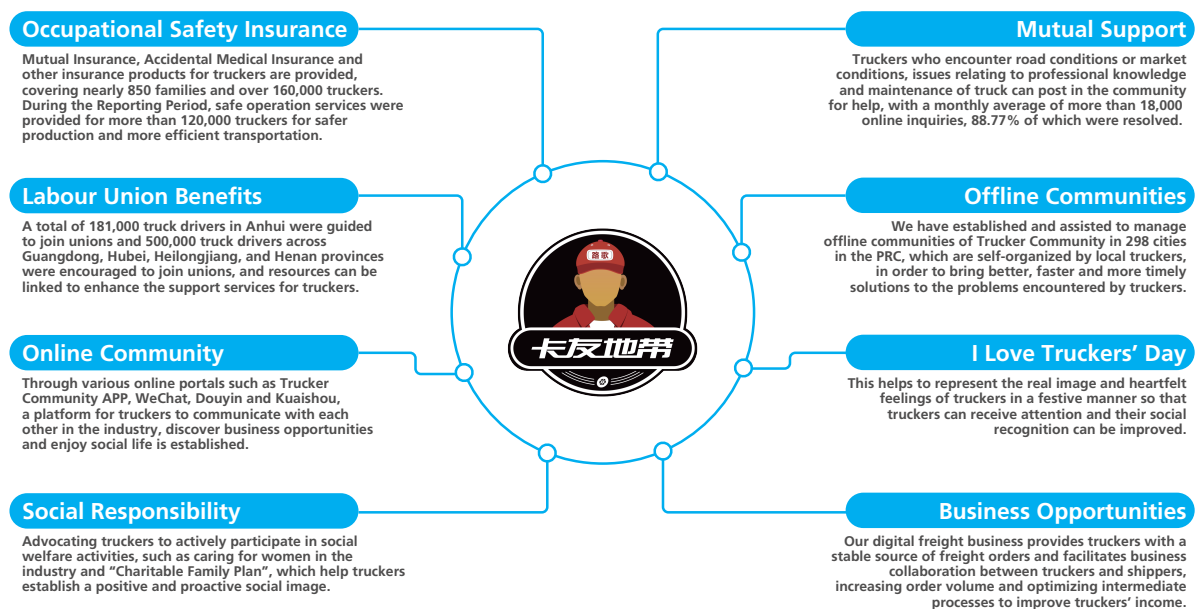 Occupational Safety Insurance
Mutual Insurance, Accidental Medical Insurance and
other insurance products for truckers are provided,
covering nearly 850 families and over 160,000 truckers.
During the Reporting Period, safe operation services were
provided for more than 120,000 truckers for safer
production and more efficient transportation.
Labour Union Benefits
A total of 181,000 truck drivers in Anhui were guided
to join unions and 500,000 truck drivers across
Guangdong, Hubei, Heilongjiang, and Henan provinces
were encouraged to join unions, and resources can be
linked to enhance the support services for truckers.
Online Community
Through various online portals such as Trucker
Community APP, WeChat, Douyin and Kuaishou,
a platform for truckers to communicate with each
other in the industry, discover business opportunities
and enjoy social life is established.
Social Responsibility
Advocating truckers to actively participate in social
welfare activities, such as caring for women in the
industry and “Charitable Family Plan”, which help truckers
establish a positive and proactive social image.
路歌
卡友地带
Mutual Support
Truckers who encounter road conditions or market
conditions, issues relating to professional knowledge
and maintenance of truck can post in the community
for help, with a monthly average of more than 18,000
online inquiries, 88.77% of which were resolved.
Offline Communities
We have established and assisted to manage
offline communities of Trucker Community in 298 cities
in the PRC, which are self-organized by local truckers,
in order to bring better, faster and more timely
solutions to the problems encountered by truckers.
I Love Truckers’ Day
This helps to represent the real image and heartfelt
feelings of truckers in a festive manner so that
truckers can receive attention and their social
recognition can be improved.
Business Opportunities
Our digital freight business provides truckers with a
stable source of freight orders and facilitates business
collaboration between truckers and shippers,
increasing order volume and optimizing intermediate
processes to improve truckers’ income.